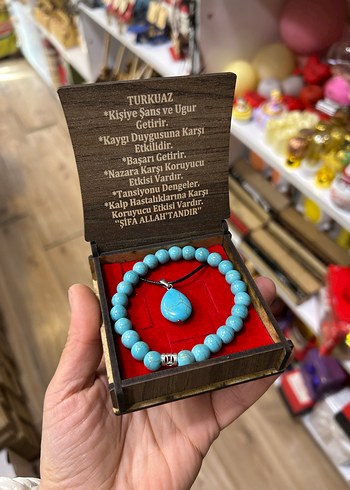 TURKUAZ
*Kişiye Şans ve Ugur
Getirir.
*Kaygı Duygusuna Karşı
Etkilidir.
*Başarı Getirir.
*Nazara Karşı Koruyucu
Etkisi Vardır.
*Tansiyonu Dengeler.
*Kalp Hastalıklarına Karşı
Koruyucu Etkisi Vardır.
"ŞİFA ALLAH'TANDIR"